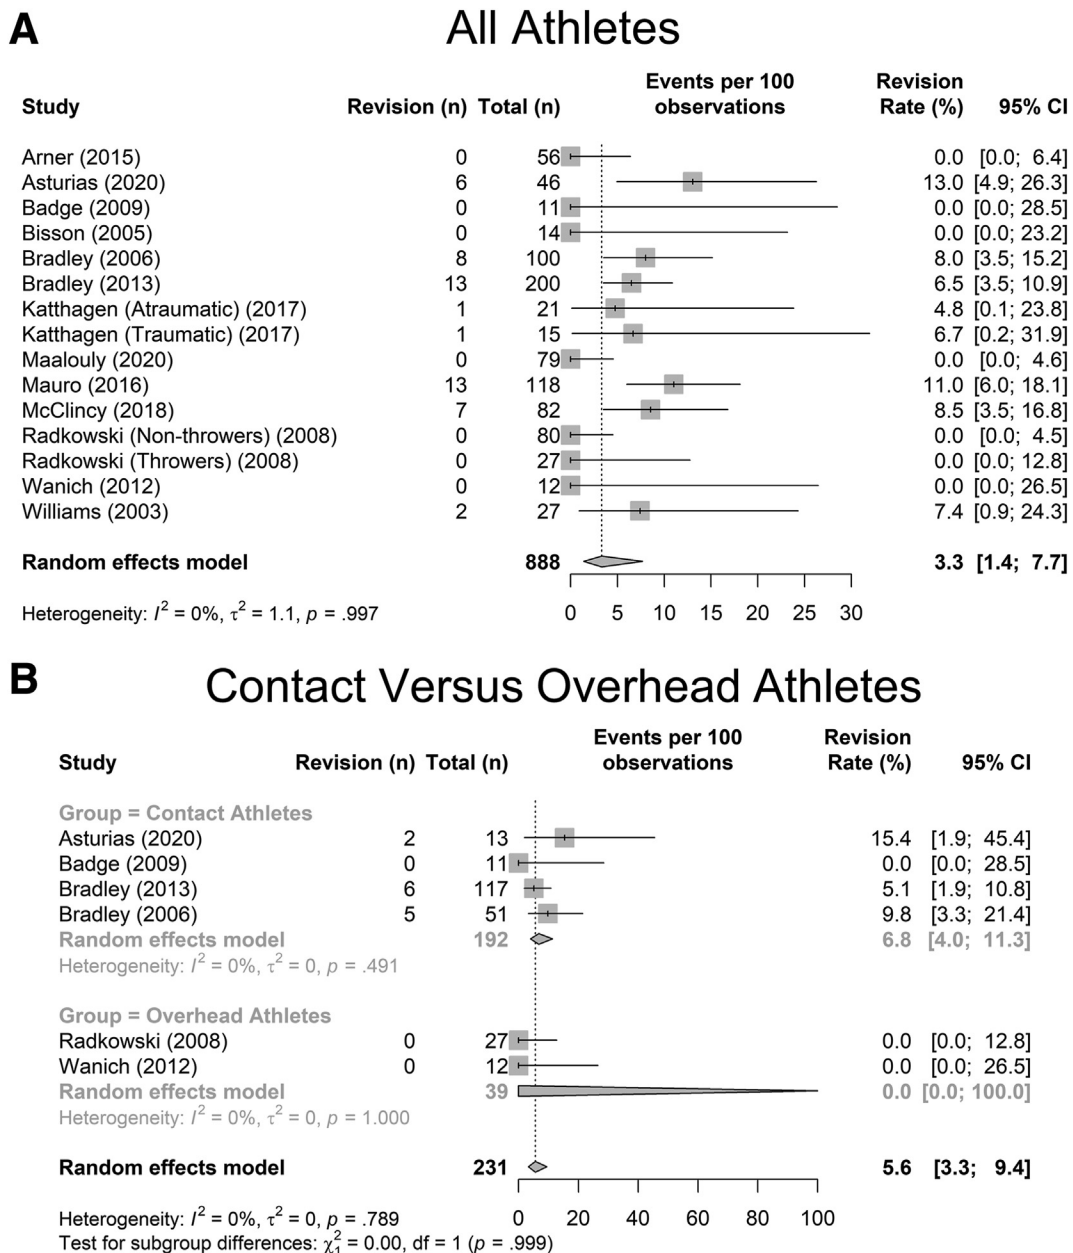 A
All Athletes
Events per 100 Revision
Study Revision (n) Total (n) observations Rate (%) 95% CI
Arner (2015) 0 56 0.0 [0.0; 6.4]
Asturias (2020) 6 46 13.0 [4.9; 26.3]
Badge (2009) 0 11 0.0 [0.0; 28.5]
Bisson (2005) 0 14 0.0 [0.0; 23.2]
Bradley (2006) 8 100 8.0 [3.5; 15.2]
Bradley (2013) 13 200 6.5 [3.5; 10.9]
Katthagen (Atraumatic) (2017) 1 21 4.8 [0.1; 23.8]
Katthagen (Traumatic) (2017) 1 15 6.7 [0.2; 31.9]
Maalouly (2020) 0 79 0.0 [0.0; 4.6]
Mauro (2016) 13 118 11.0 [6.0; 18.1]
McClincy (2018) 7 82 8.5 [3.5; 16.8]
Radkowski (Non-throwers) (2008) 0 80 0.0 [0.0; 4.5]
Radkowski (Throwers) (2008) 0 27 0.0 [0.0; 12.8]
Wanich (2012) 0 12 0.0 [0.0; 26.5]
Williams (2003) 2 27 7.4 [0.9; 24.3]
Random effects model 888 3.3 [1.4; 7.7]
Heterogeneity: I² = 0%, τ² = 1.1, p = .997
0 5 10 15 20 25 30
B
Contact Versus Overhead Athletes
Events per 100 Revision
Study Revision (n) Total (n) observations Rate (%) 95% CI
Group = Contact Athletes
Asturias (2020) 2 13 15.4 [1.9; 45.4]
Badge (2009) 0 11 0.0 [0.0; 28.5]
Bradley (2013) 6 117 5.1 [1.9; 10.8]
Bradley (2006) 5 51 9.8 [3.3; 21.4]
Random effects model 192 6.8 [4.0; 11.3]
Heterogeneity: I² = 0%, τ² = 0, p = .491
Group = Overhead Athletes
Radkowski (2008) 0 27 0.0 [0.0; 12.8]
Wanich (2012) 0 12 0.0 [0.0; 26.5]
Random effects model 39 0.0 [0.0; 100.0]
Heterogeneity: I² = 0%, τ² = 0, p = 1.000
Random effects model 231 5.6 [3.3; 9.4]
Heterogeneity: I² = 0%, τ² = 0, p = .789
0 20 40 60 80 100
Test for subgroup differences: χ₁² = 0.00, df = 1 (p = .999)